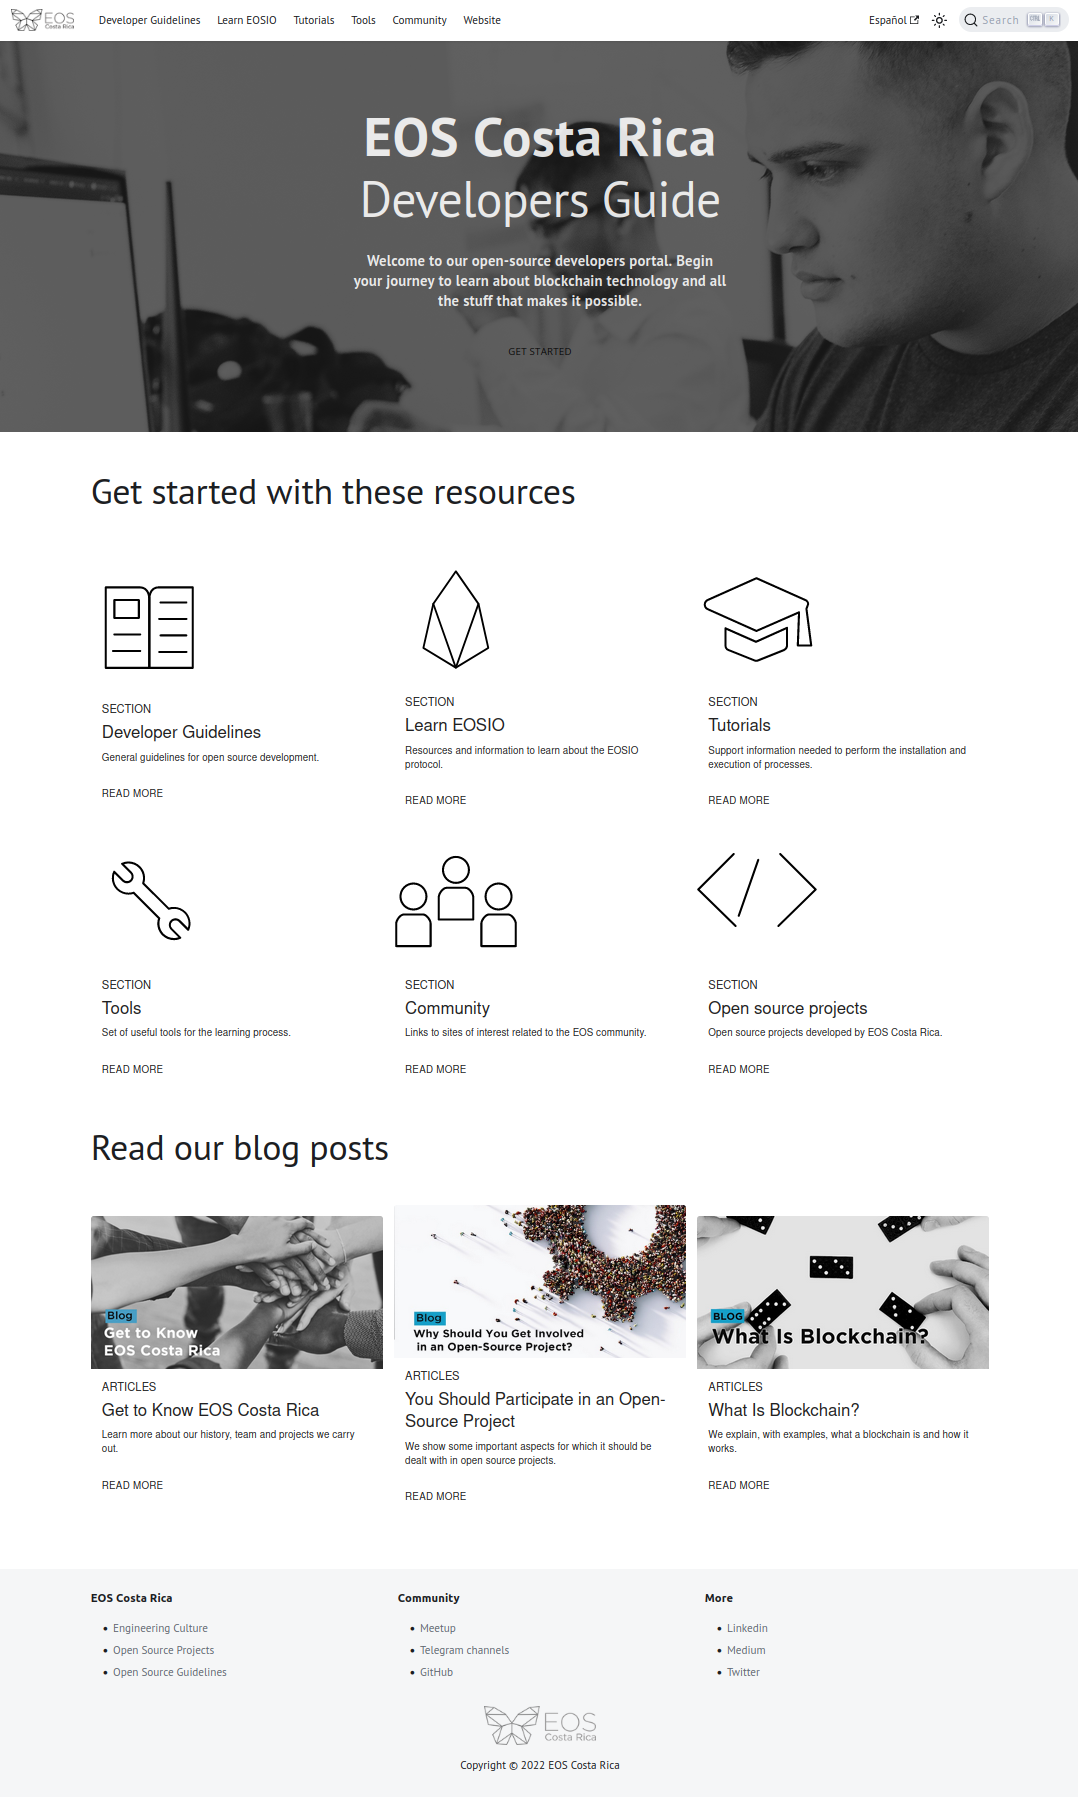 EOS
Costa Rica
Developer Guidelines
Learn EOSIO
Tutorials
Tools
Community
Website
Español
Search
CTRL
K
EOS Costa Rica
Developers Guide
Welcome to our open-source developers portal. Begin
your journey to learn about blockchain technology and all
the stuff that makes it possible.
GET STARTED
Get started with these resources
SECTION
Developer Guidelines
General guidelines for open source development.
READ MORE
SECTION
Learn EOSIO
Resources and information to learn about the EOSIO
protocol.
READ MORE
SECTION
Tutorials
Support information needed to perform the installation and
execution of processes.
READ MORE
SECTION
Tools
Set of useful tools for the learning process.
READ MORE
SECTION
Community
Links to sites of interest related to the EOS community.
READ MORE
SECTION
Open source projects
Open source projects developed by EOS Costa Rica.
READ MORE
Read our blog posts
Blog
Get to Know
EOS Costa Rica
ARTICLES
Get to Know EOS Costa Rica
Learn more about our history, team and projects we carry
out.
READ MORE
Blog
Why Should You Get Involved
in an Open-Source Project?
ARTICLES
You Should Participate in an Open-
Source Project
We show some important aspects for which it should be
dealt with in open source projects.
READ MORE
BLOG
What Is Blockchain?
ARTICLES
What Is Blockchain?
We explain, with examples, what a blockchain is and how it
works.
READ MORE
EOS Costa Rica
Engineering Culture
Open Source Projects
Open Source Guidelines
Community
Meetup
Telegram channels
GitHub
More
Linkedin
Medium
Twitter
EOS
Costa Rica
Copyright © 2022 EOS Costa Rica